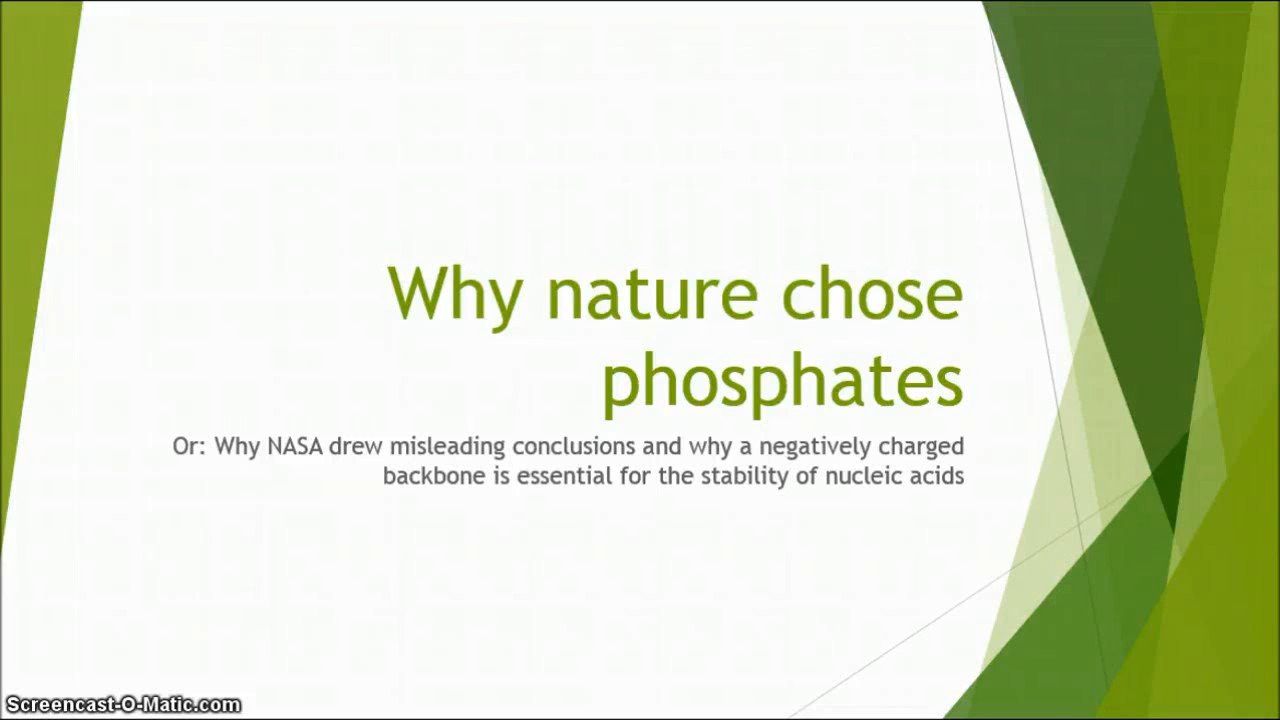 Why nature chose
phosphates
Or: Why NASA drew misleading conclusions and why a negatively charged
backbone is essential for the stability of nucleic acids
Screencast-O-Matic.com